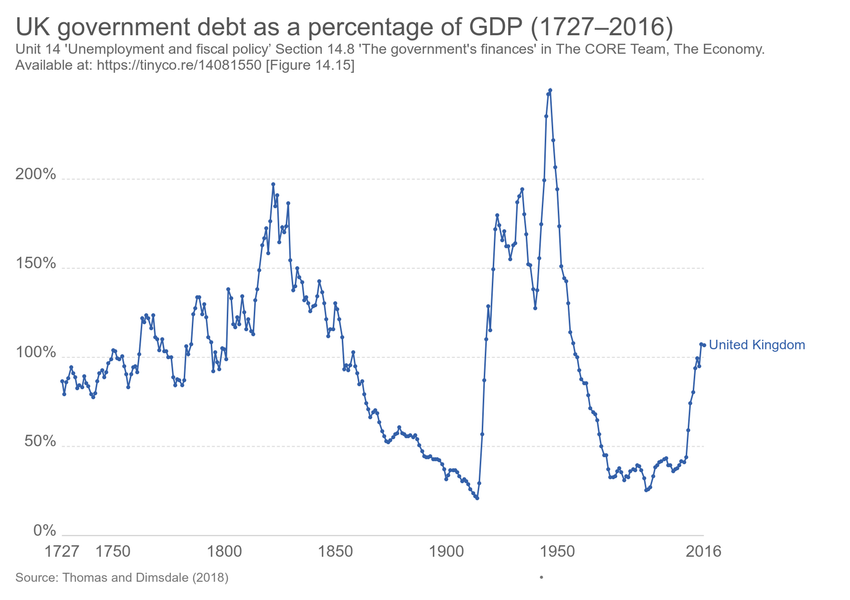 UK government debt as a percentage of GDP (1727–2016)
Unit 14 'Unemployment and fiscal policy' Section 14.8 'The government's finances' in The CORE Team, The Economy.
Available at: https://tinyco.re/14081550 [Figure 14.15]
200%
150%
100%
United Kingdom
50%
0%
1727 1750 1800 1850 1900 1950 2016
Source: Thomas and Dimsdale (2018)